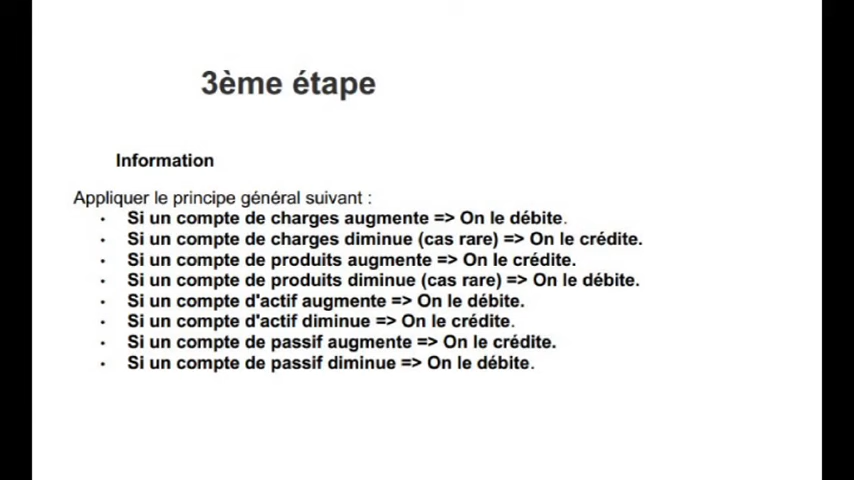 3ème étape
Information
Appliquer le principe général suivant :
• Si un compte de charges augmente => On le débite.
• Si un compte de charges diminue (cas rare) => On le crédite.
• Si un compte de produits augmente => On le crédite.
• Si un compte de produits diminue (cas rare) => On le débite.
• Si un compte d'actif augmente => On le débite.
• Si un compte d'actif diminue => On le crédite.
• Si un compte de passif augmente => On le crédite.
• Si un compte de passif diminue => On le débite.